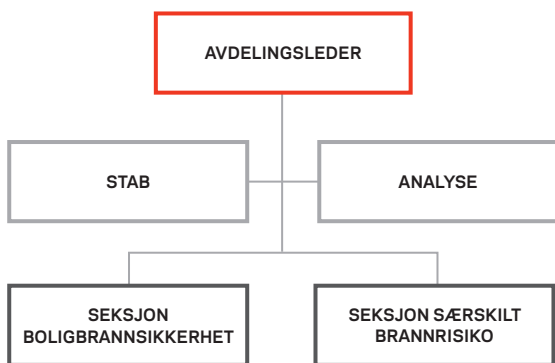 AVDELINGSLEDER
STAB
ANALYSE
SEKSJON
BOLIGBRANNSIKKERHET
SEKSJON SÆRSKILT
BRANNRISIKO